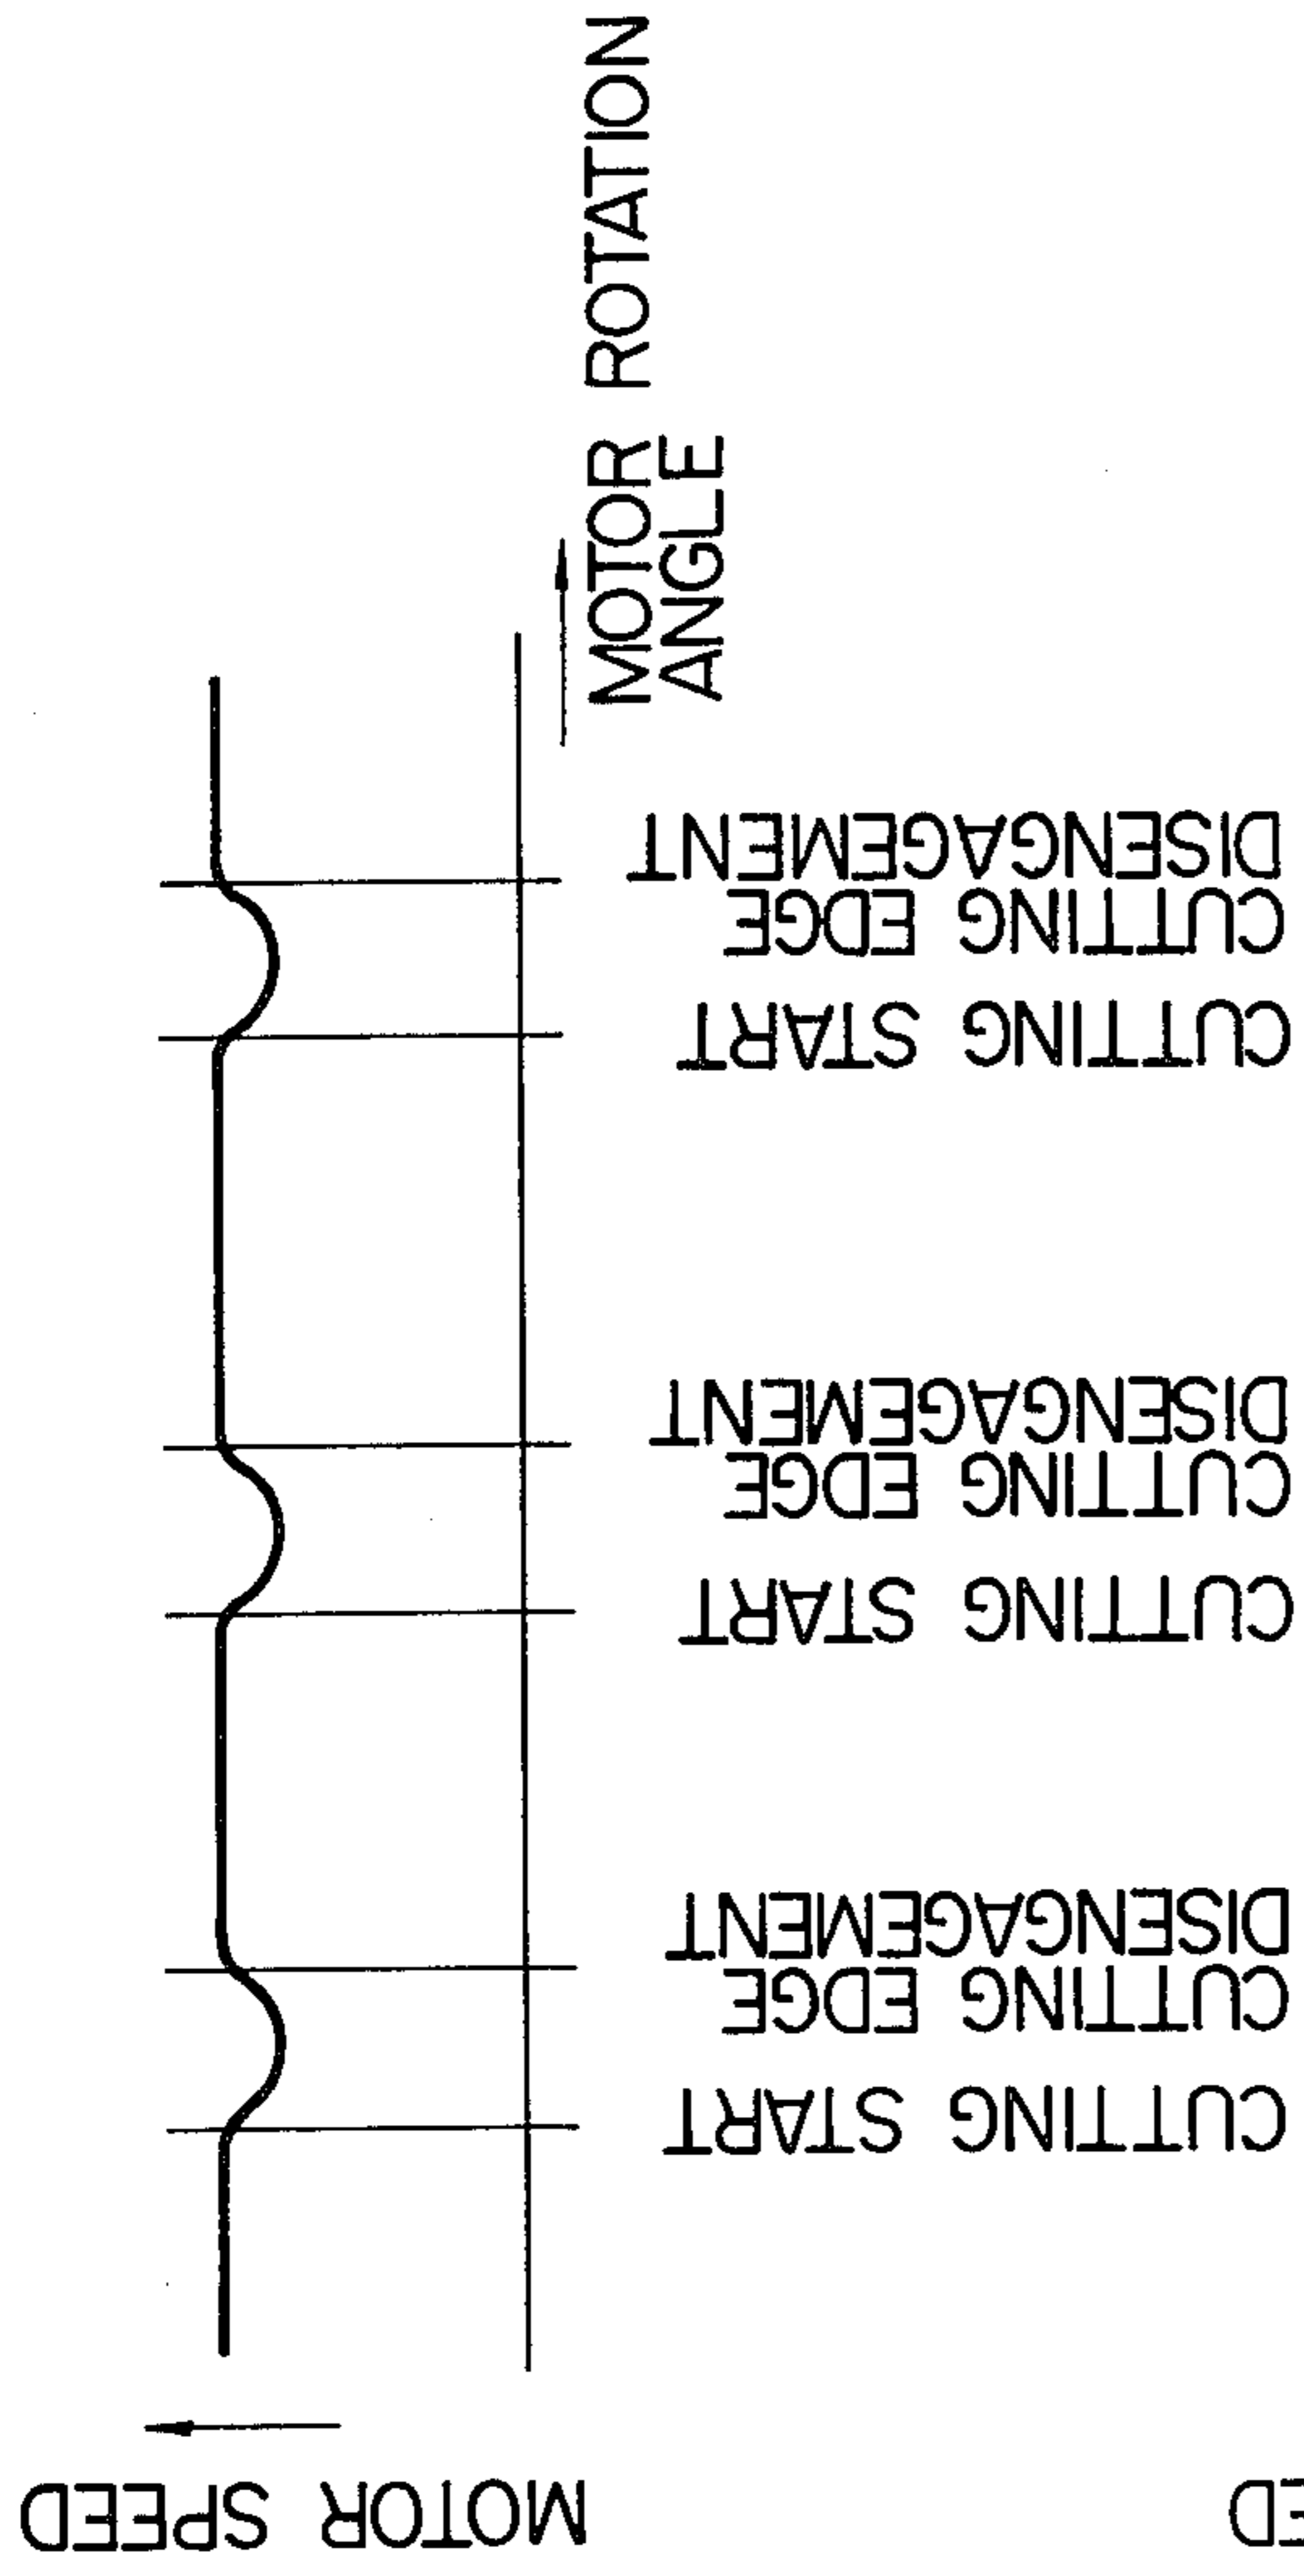 MOTOR SPEED
MOTOR ROTATION
ANGLE
CUTTING START
CUTTING EDGE
DISENGAGEMENT
CUTTING START
CUTTING EDGE
DISENGAGEMENT
CUTTING START
CUTTING EDGE
DISENGAGEMENT